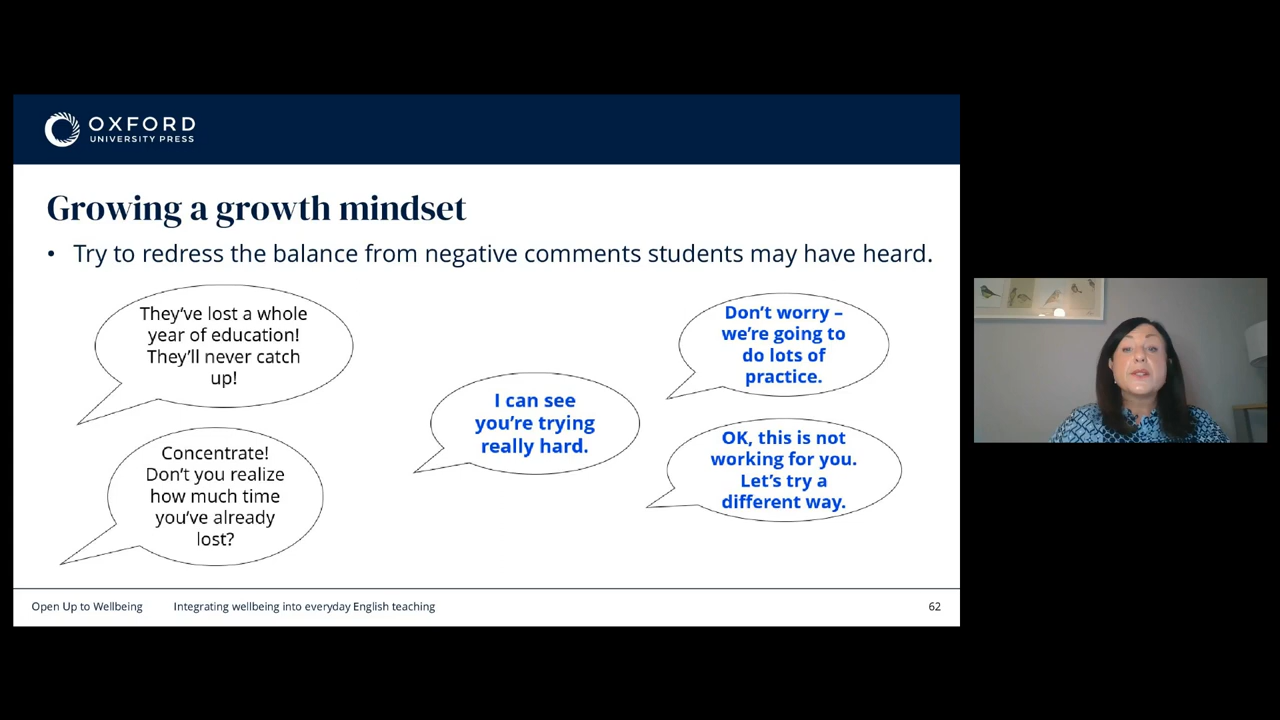 OXFORD
UNIVERSITY PRESS
Growing a growth mindset
• Try to redress the balance from negative comments students may have heard.
They've lost a whole
year of education!
They'll never catch
up!
Concentrate!
Don't you realize
how much time
you've already
lost?
I can see
you're trying
really hard.
Don't worry –
we're going to
do lots of
practice.
OK, this is not
working for you.
Let's try a
different way.
Open Up to Wellbeing
Integrating wellbeing into everyday English teaching
62